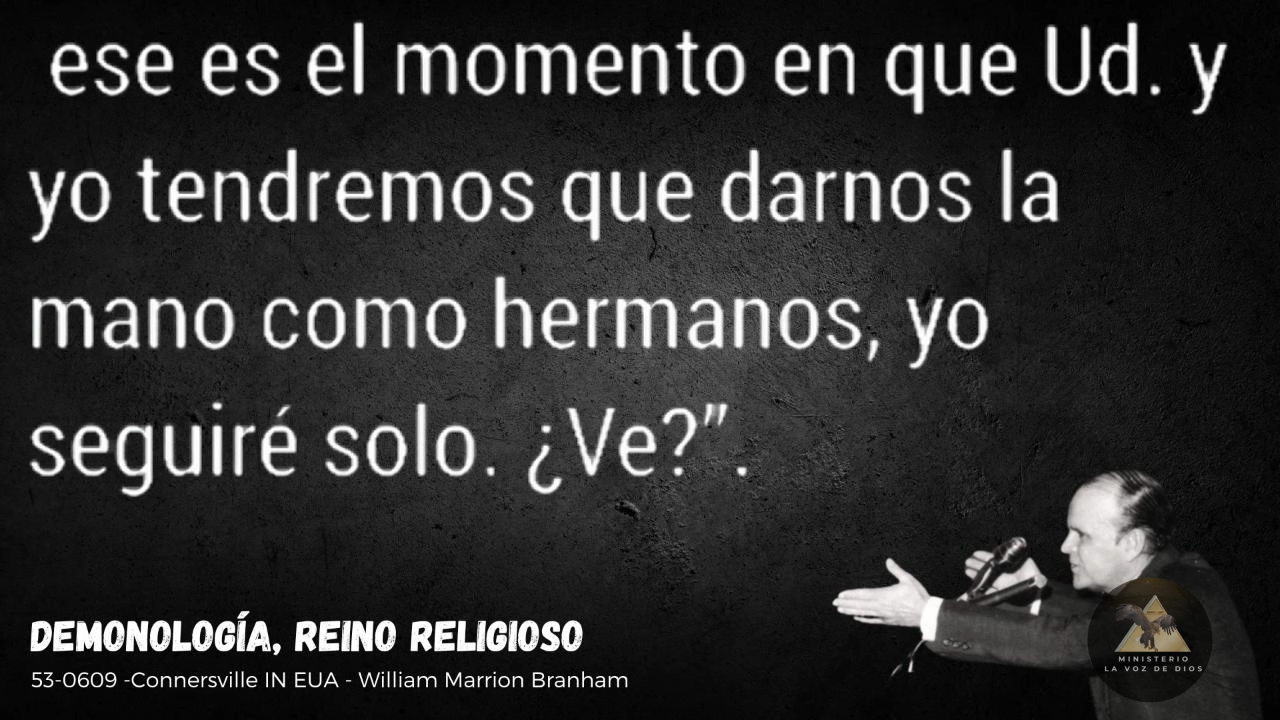 ese es el momento en que Ud. y
yo tendremos que darnos la
mano como hermanos, yo
seguiré solo. ¿Ve?".
DEMONOLOGÍA, REINO RELIGIOSO
53-0609 -Connersville IN EUA - William Marrion Branham
MINISTERIO
LA VOZ DE DIOS